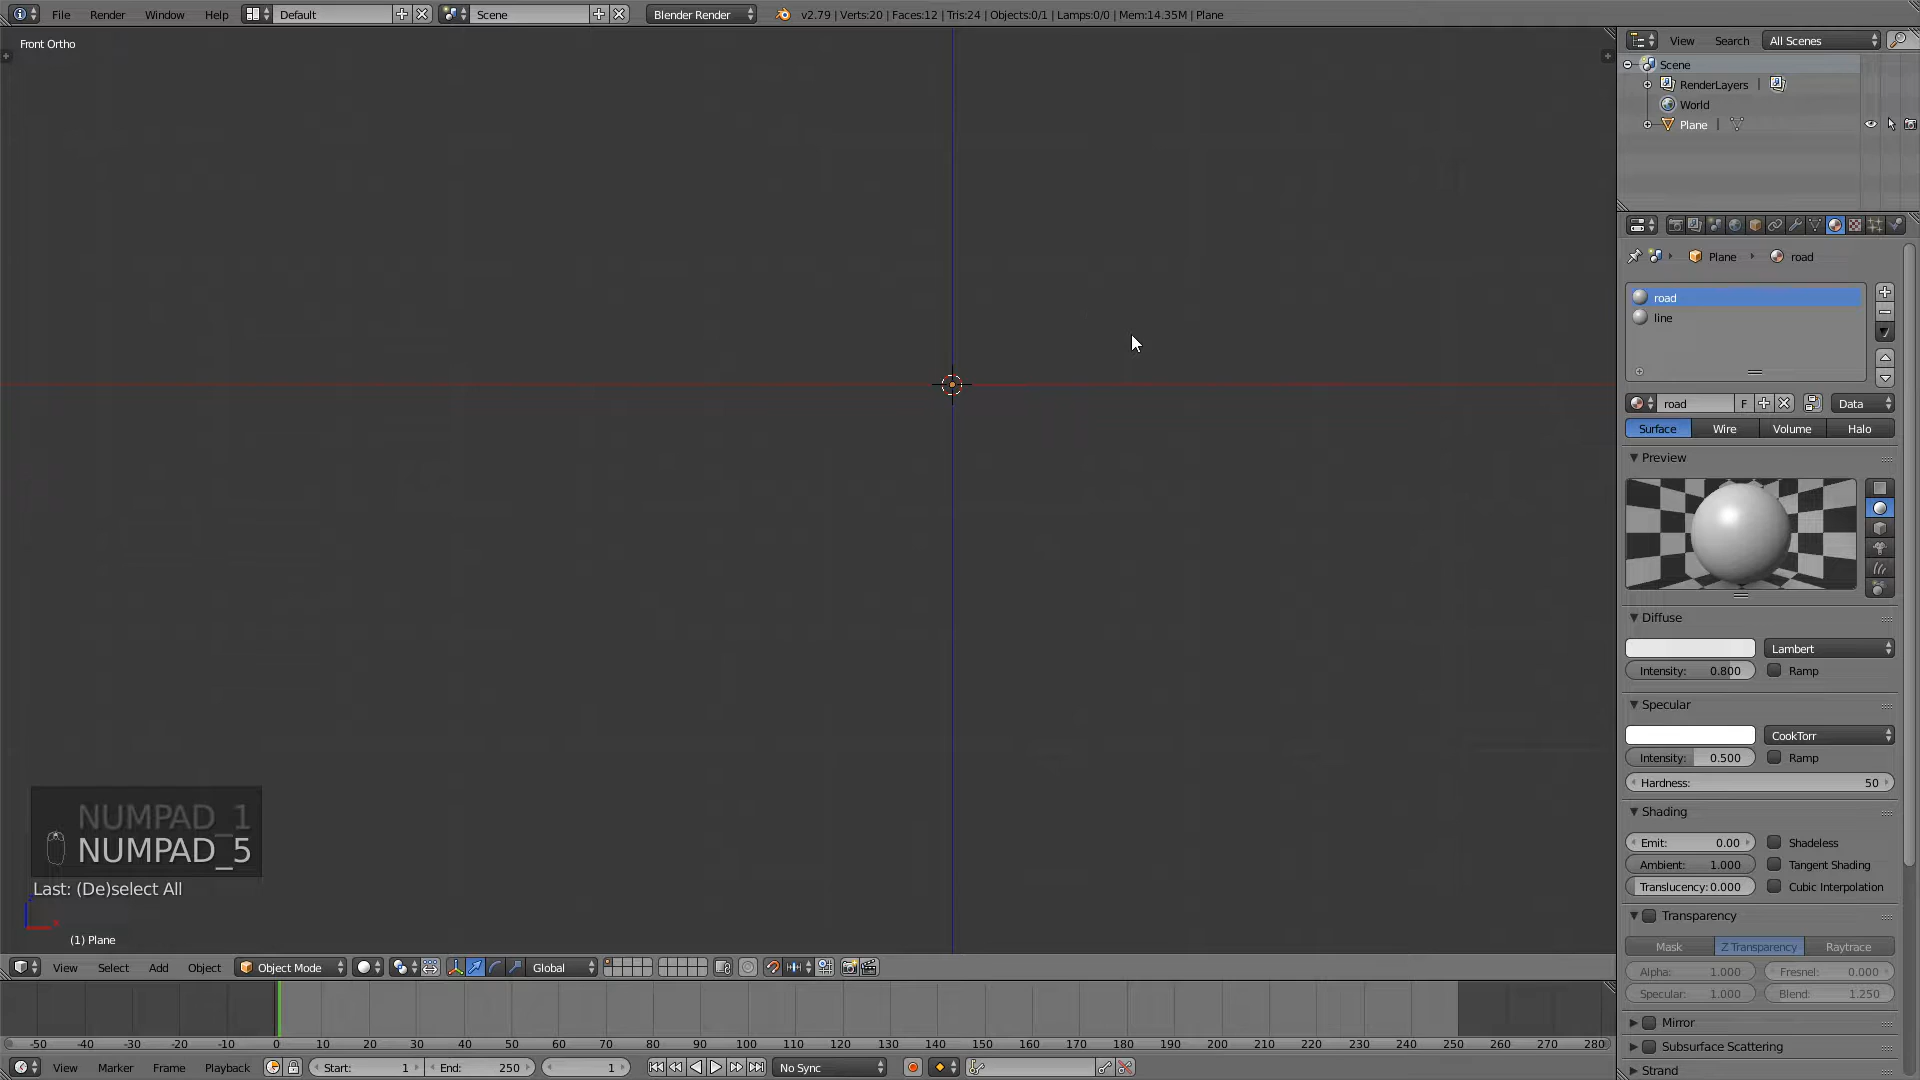 File Render Window Help Default Scene Blender Render v2.79 | Verts:20 | Faces:12 | Tris:24 | Objects:0/1 | Lamps:0/0 | Mem:14.35M | Plane
Front Ortho
View Search All Scenes
Scene
RenderLayers
World
Plane
Plane road
road
line
road F Data
Surface Wire Volume Halo
Preview
Diffuse
Lambert
Intensity: 0.800 Ramp
Specular
CookTorr
Intensity: 0.500 Ramp
Hardness: 50
Shading
Emit: 0.00 Shadeless
Ambient: 1.000 Tangent Shading
Translucency: 0.000 Cubic Interpolation
Transparency
Mask Z Transparency Raytrace
Alpha: 1.000 Fresnel: 0.000
Specular: 1.000 Blend: 1.250
Mirror
Subsurface Scattering
Strand
NUMPAD_1
NUMPAD_5
Last: (De)select All
x
(1) Plane
View Select Add Object Object Mode Global
-50 -40 -30 -20 -10 0 10 20 30 40 50 60 70 80 90 100 110 120 130 140 150 160 170 180 190 200 210 220 230 240 250 260 270 280
View Marker Frame Playback Start: 1 End: 250 1 No Sync